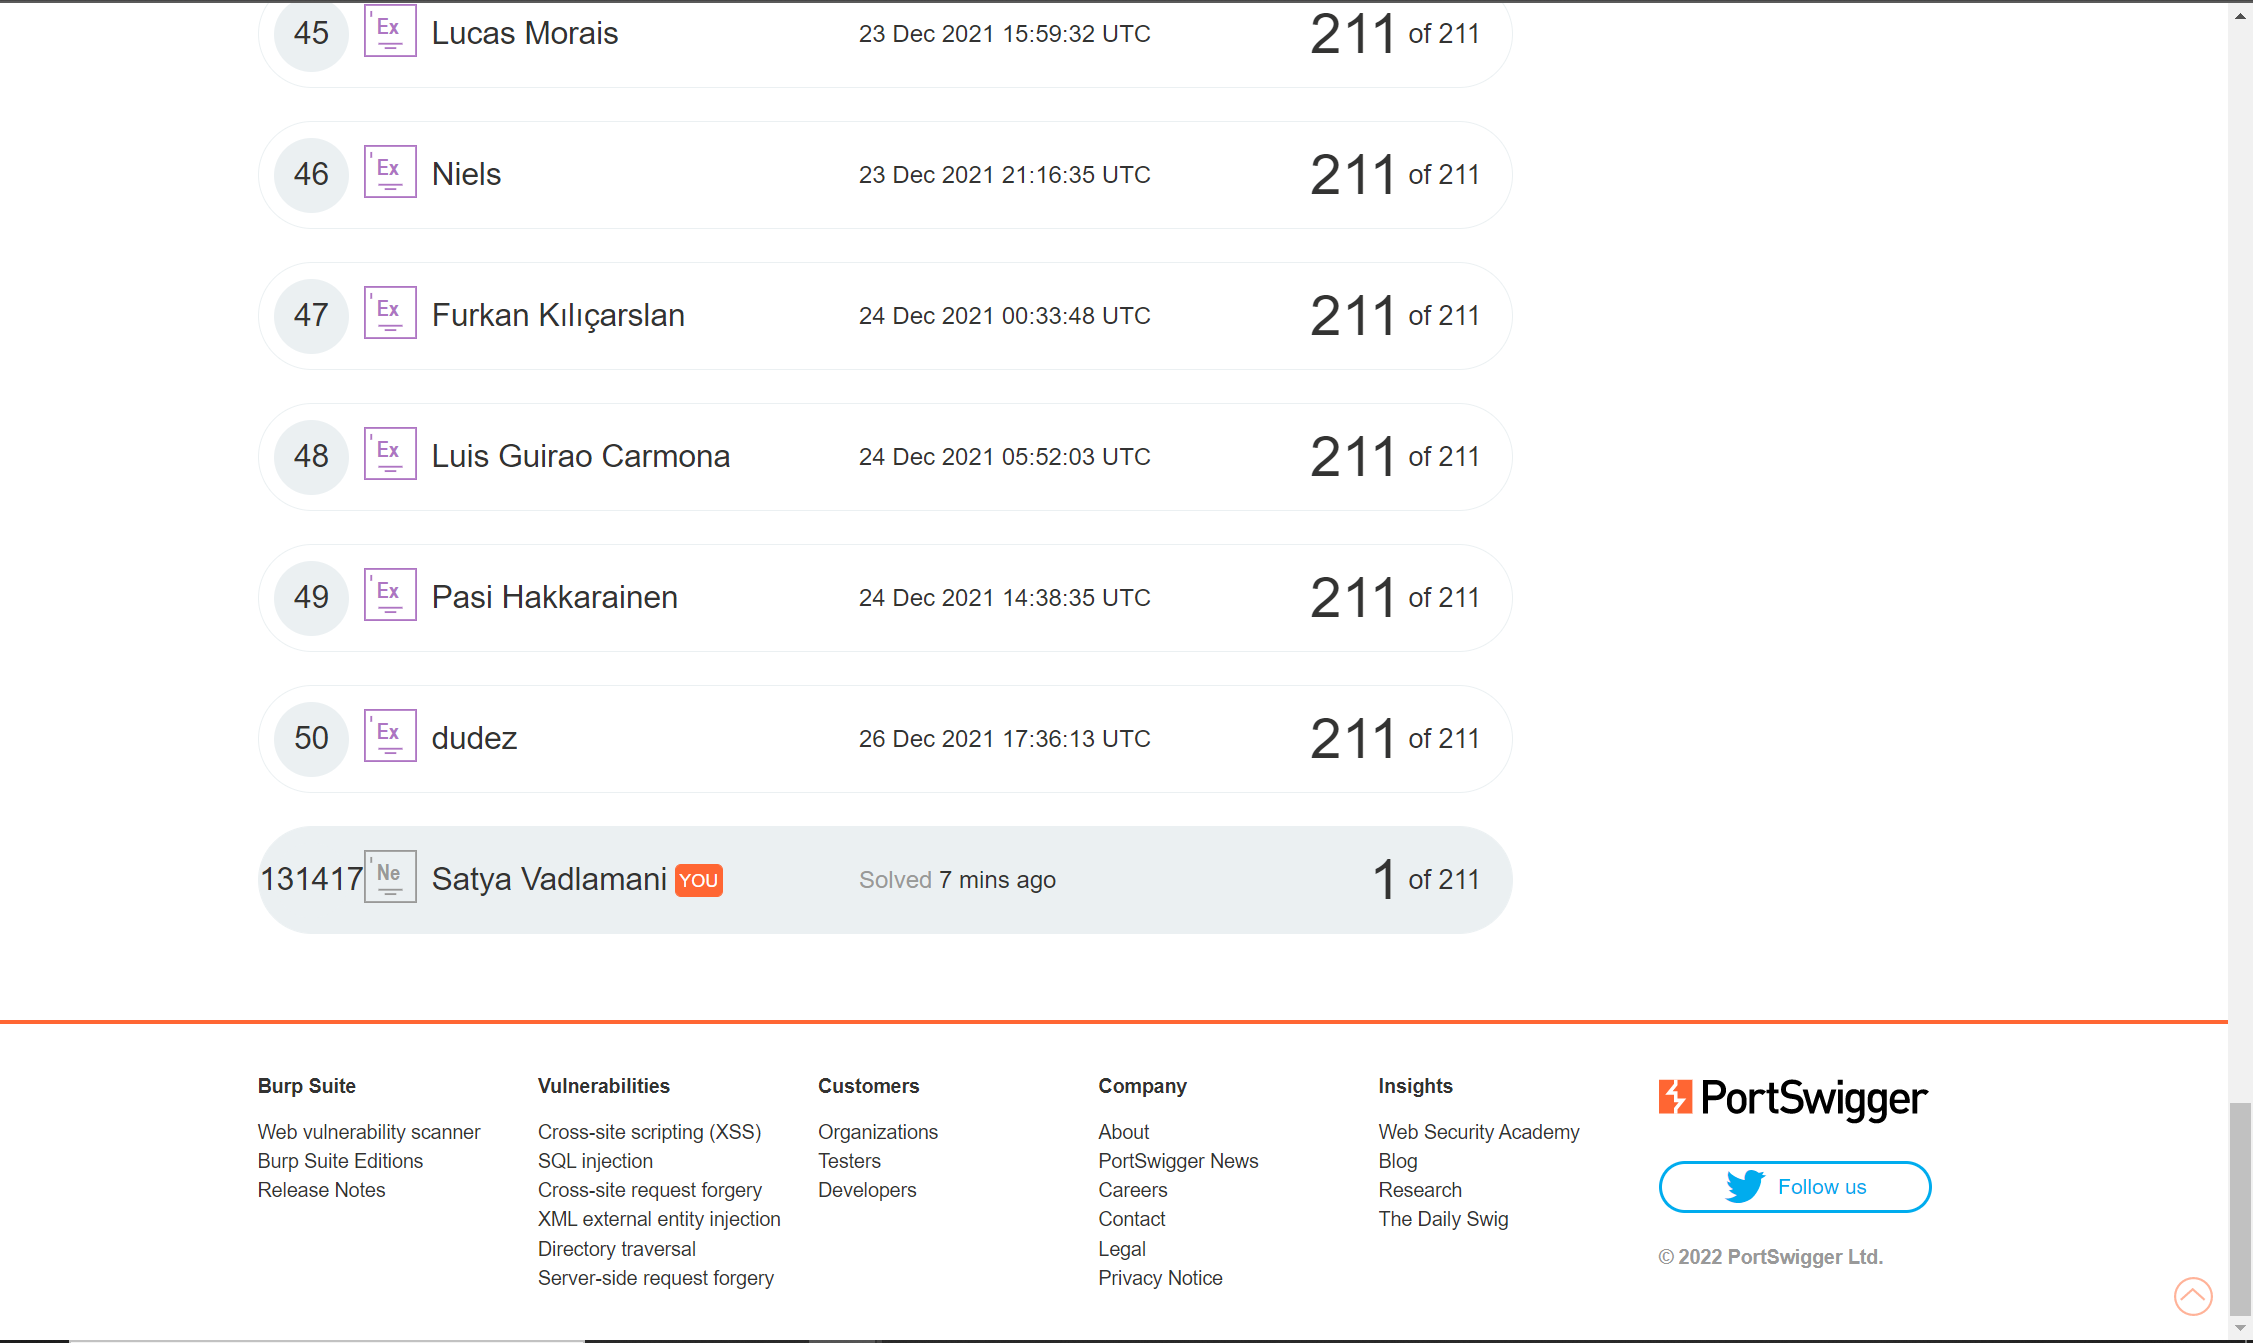 45 'Ex Lucas Morais 23 Dec 2021 15:59:32 UTC 211 of 211
46 'Ex Niels 23 Dec 2021 21:16:35 UTC 211 of 211
47 'Ex Furkan Kılıçarslan 24 Dec 2021 00:33:48 UTC 211 of 211
48 'Ex Luis Guirao Carmona 24 Dec 2021 05:52:03 UTC 211 of 211
49 'Ex Pasi Hakkarainen 24 Dec 2021 14:38:35 UTC 211 of 211
50 'Ex dudez 26 Dec 2021 17:36:13 UTC 211 of 211
131417 'Ne Satya Vadlamani YOU Solved 7 mins ago 1 of 211
Burp Suite
Web vulnerability scanner
Burp Suite Editions
Release Notes
Vulnerabilities
Cross-site scripting (XSS)
SQL injection
Cross-site request forgery
XML external entity injection
Directory traversal
Server-side request forgery
Customers
Organizations
Testers
Developers
Company
About
PortSwigger News
Careers
Contact
Legal
Privacy Notice
Insights
Web Security Academy
Blog
Research
The Daily Swig
PortSwigger
Follow us
© 2022 PortSwigger Ltd.